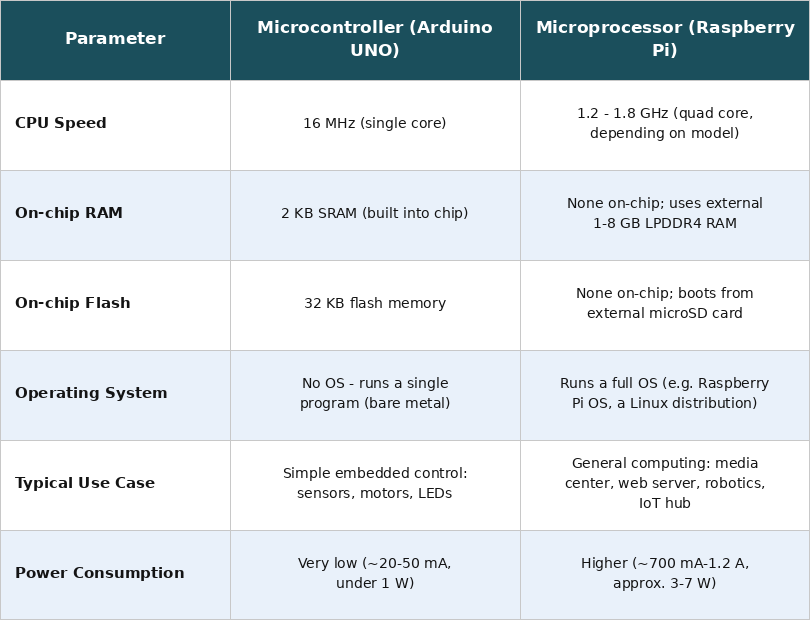 Parameter
Microcontroller (Arduino
UNO)
Microprocessor (Raspberry
Pi)
CPU Speed
16 MHz (single core)
1.2 - 1.8 GHz (quad core,
depending on model)
On-chip RAM
2 KB SRAM (built into chip)
None on-chip; uses external
1-8 GB LPDDR4 RAM
On-chip Flash
32 KB flash memory
None on-chip; boots from
external microSD card
Operating System
No OS - runs a single
program (bare metal)
Runs a full OS (e.g. Raspberry
Pi OS, a Linux distribution)
Typical Use Case
Simple embedded control:
sensors, motors, LEDs
General computing: media
center, web server, robotics,
IoT hub
Power Consumption
Very low (~20-50 mA,
under 1 W)
Higher (~700 mA-1.2 A,
approx. 3-7 W)